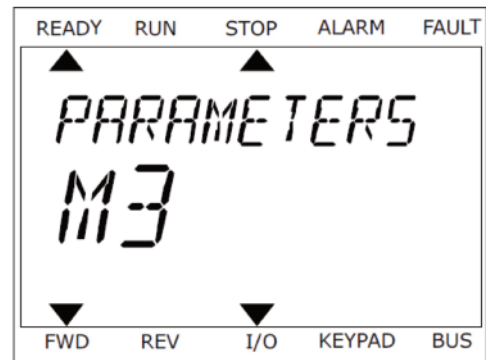 READY RUN STOP ALARM FAULT
PARAMETERS
M3
FWD REV I/O KEYPAD BUS